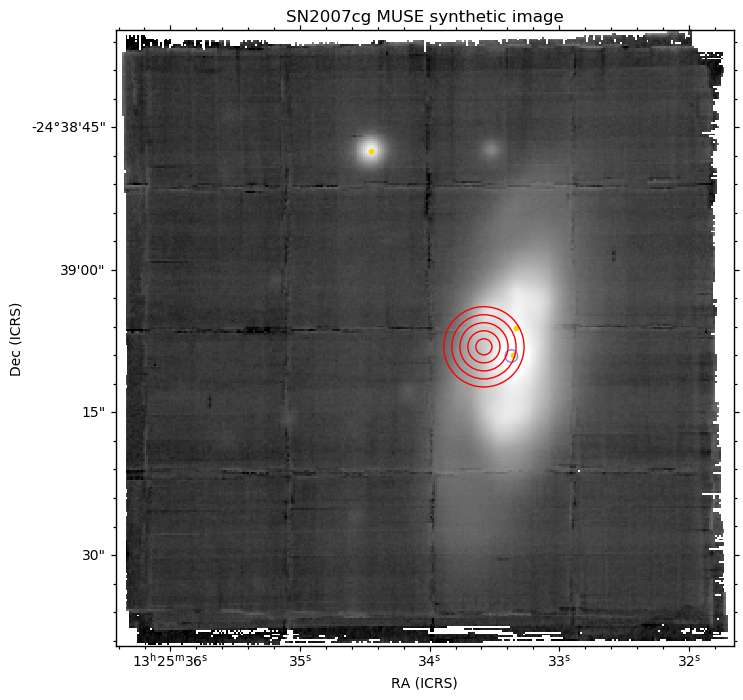 SN2007cg MUSE synthetic image
-24°38'45"
39'00"
15"
30"
Dec (ICRS)
13ʰ25ᵐ36ˢ 35ˢ 34ˢ 33ˢ 32ˢ
RA (ICRS)